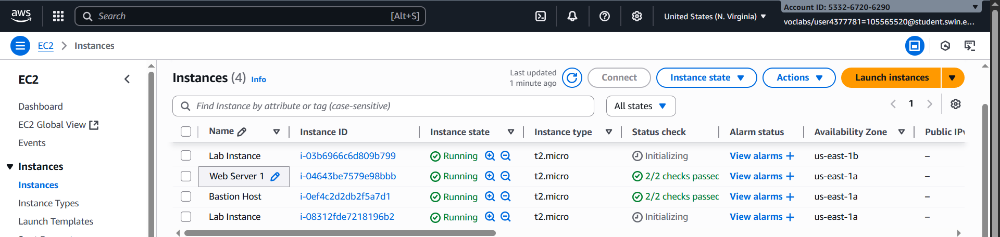 aws
Search
[Alt+S]
United States (N. Virginia)
Account ID: 5332-6720-6290
voclabs/user4377781=105565520@student.swin.e...
EC2
Instances
EC2
Dashboard
EC2 Global View
Events
Instances
Instances
Instance Types
Launch Templates
Instances (4) Info
Last updated
1 minute ago
Connect
Instance state
Actions
Launch instances
Find Instance by attribute or tag (case-sensitive)
All states
1
Name Instance ID Instance state Instance type Status check Alarm status Availability Zone Public IPv
Lab Instance i-03b6966c6d809b799 Running t2.micro Initializing View alarms + us-east-1b –
Web Server 1 i-04643be7579e98bbb Running t2.micro 2/2 checks passec View alarms + us-east-1a –
Bastion Host i-0ef4c2d2db2f5a7d1 Running t2.micro 2/2 checks passec View alarms + us-east-1a –
Lab Instance i-08312fde7218196b2 Running t2.micro Initializing View alarms + us-east-1a –